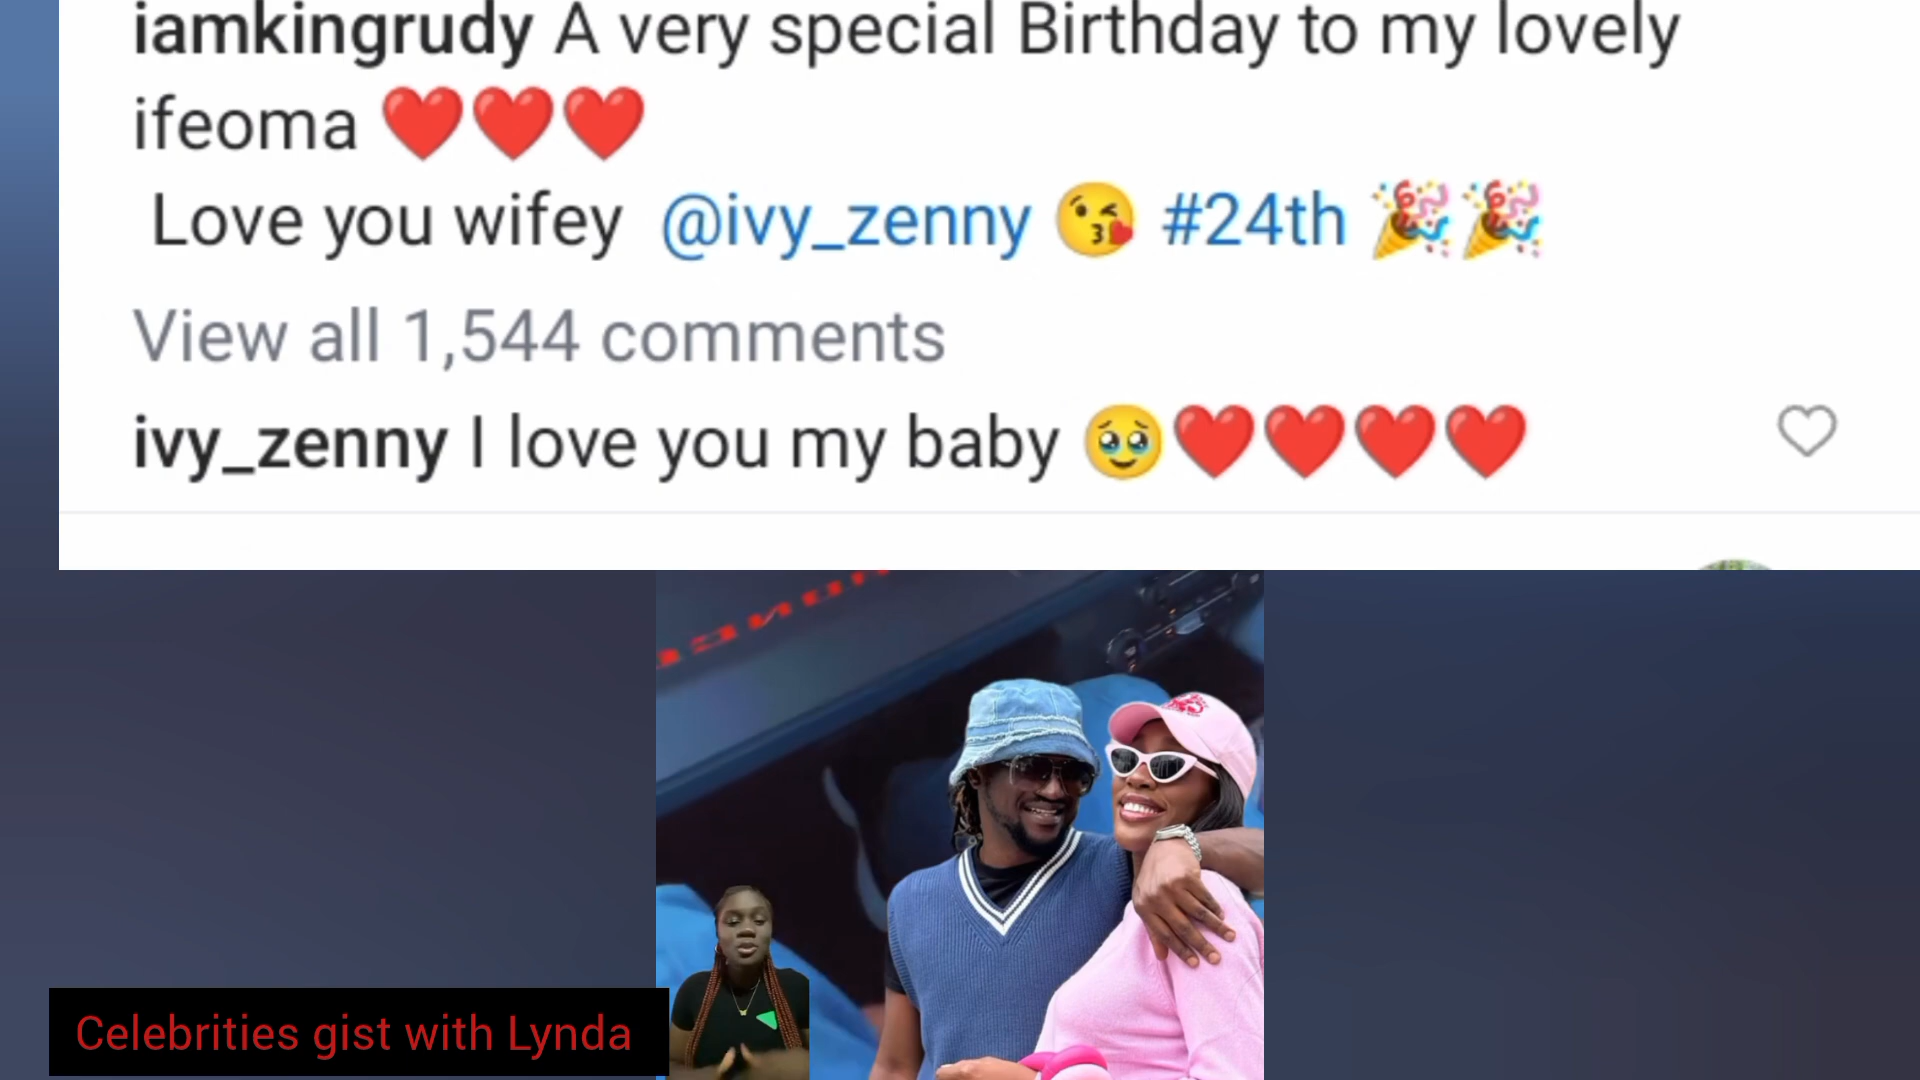 iamkingrudy A very special Birthday to my lovely
ifeoma ❤️❤️❤️
Love you wifey @ivy_zenny 😘 #24th 🎉🎉
View all 1,544 comments
ivy_zenny I love you my baby 🥹❤️❤️❤️❤️
Celebrities gist with Lynda